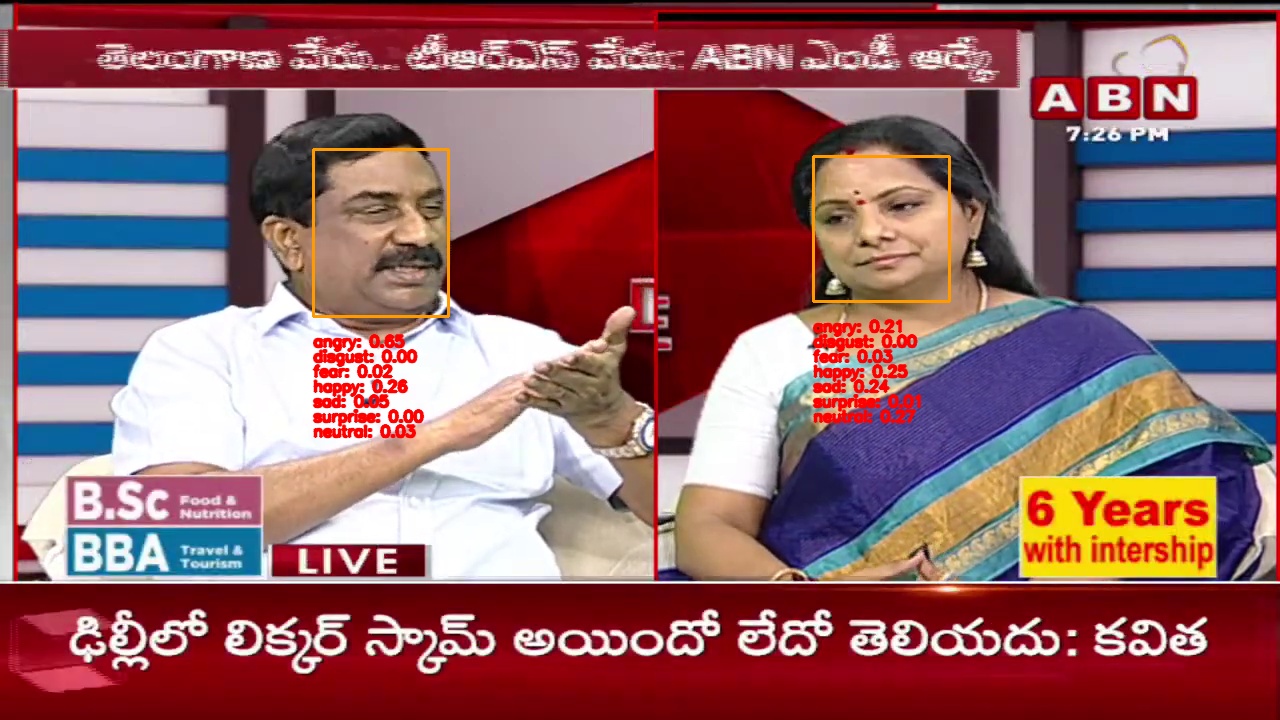 తెలంగాణ వేరు... టీఆర్ఎస్ వేరు: ABN ఎండీ ఆర్కే
ABN
7:26 PM
angry: 0.65
disgust: 0.00
fear: 0.02
happy: 0.26
sad: 0.05
surprise: 0.00
neutral: 0.03
angry: 0.21
disgust: 0.00
fear: 0.03
happy: 0.25
sad: 0.24
surprise: 0.01
neutral: 0.27
B.Sc Food & Nutrition
BBA Travel & Tourism
LIVE
6 Years
with intership
ఢిల్లీలో లిక్కర్ స్కామ్ అయిందో లేదో తెలియదు: కవిత